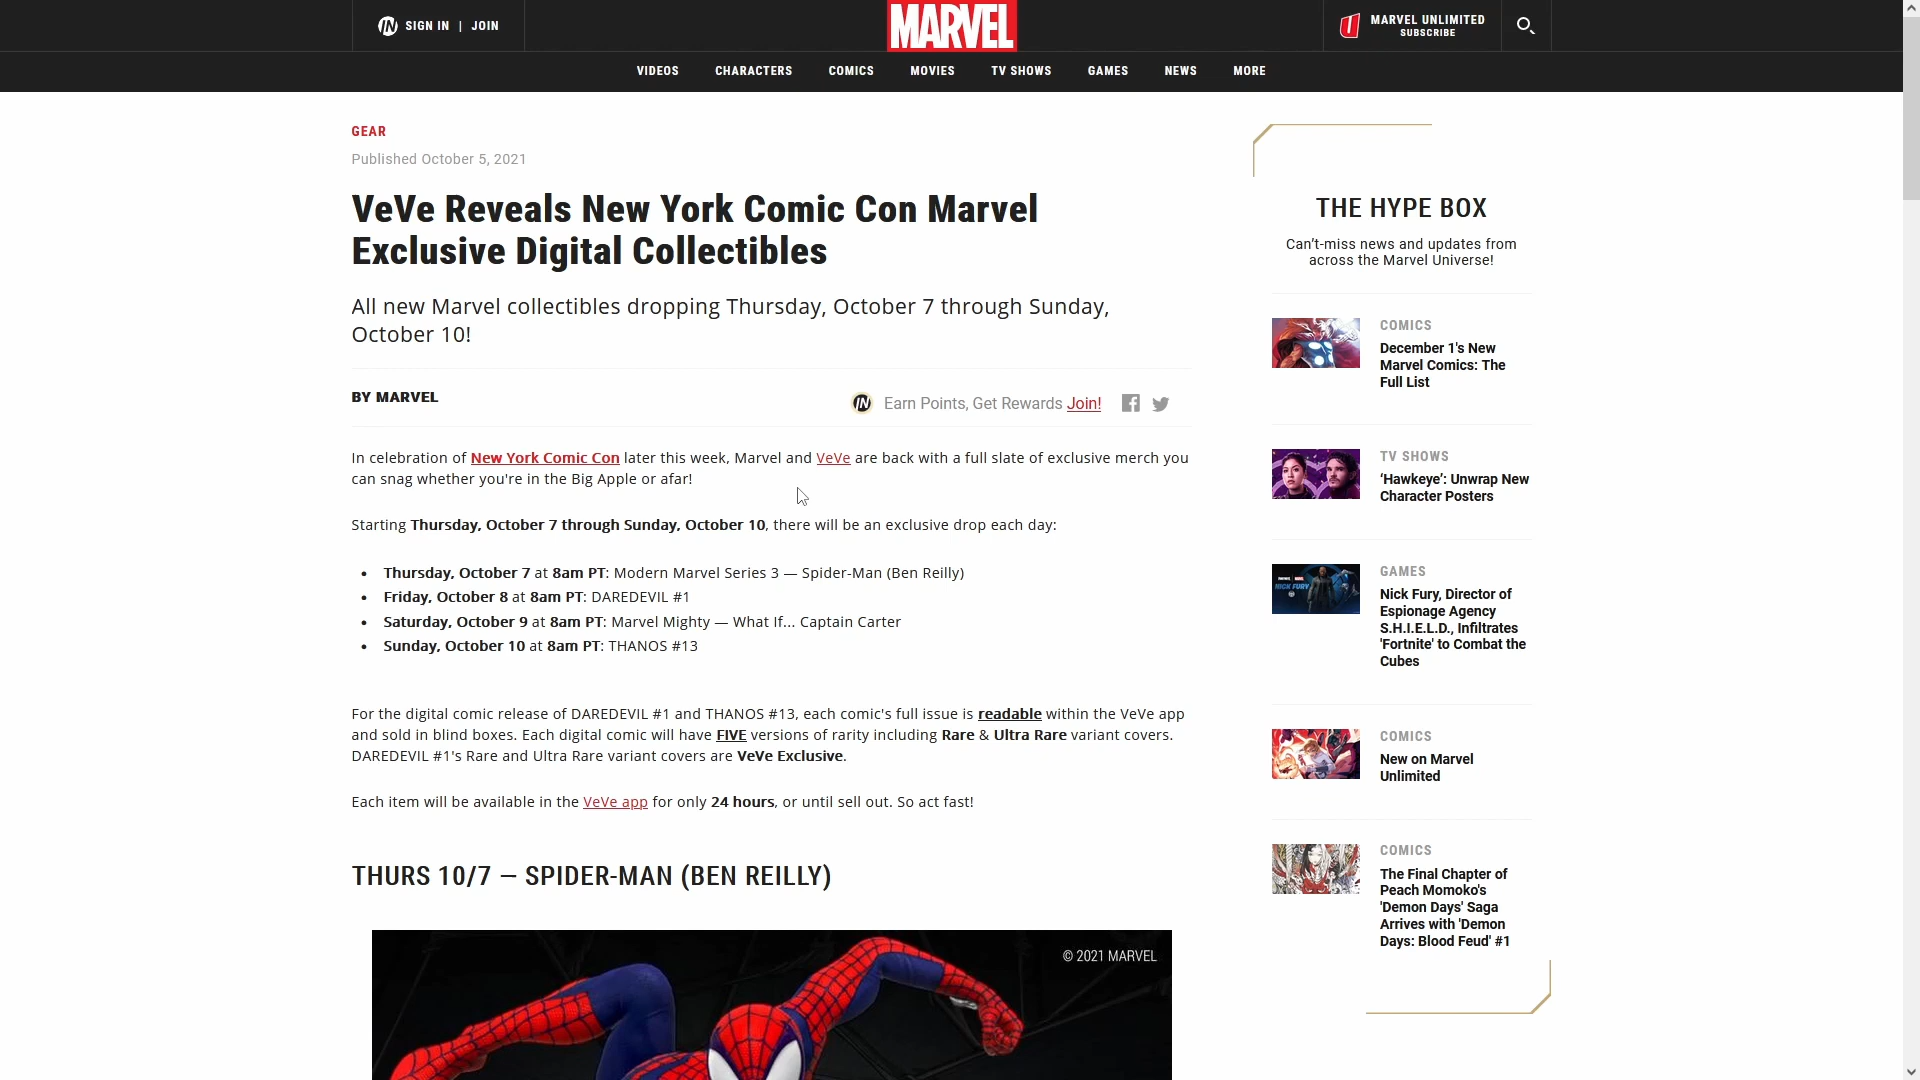 SIGN IN | JOIN
MARVEL
MARVEL UNLIMITED
SUBSCRIBE
VIDEOS CHARACTERS COMICS MOVIES TV SHOWS GAMES NEWS MORE
GEAR
Published October 5, 2021
VeVe Reveals New York Comic Con Marvel
Exclusive Digital Collectibles
All new Marvel collectibles dropping Thursday, October 7 through Sunday,
October 10!
BY MARVEL
Earn Points, Get Rewards Join!
In celebration of New York Comic Con later this week, Marvel and VeVe are back with a full slate of exclusive merch you
can snag whether you're in the Big Apple or afar!
Starting Thursday, October 7 through Sunday, October 10, there will be an exclusive drop each day:
• Thursday, October 7 at 8am PT: Modern Marvel Series 3 — Spider-Man (Ben Reilly)
• Friday, October 8 at 8am PT: DAREDEVIL #1
• Saturday, October 9 at 8am PT: Marvel Mighty — What If... Captain Carter
• Sunday, October 10 at 8am PT: THANOS #13
For the digital comic release of DAREDEVIL #1 and THANOS #13, each comic's full issue is readable within the VeVe app
and sold in blind boxes. Each digital comic will have FIVE versions of rarity including Rare & Ultra Rare variant covers.
DAREDEVIL #1's Rare and Ultra Rare variant covers are VeVe Exclusive.
Each item will be available in the VeVe app for only 24 hours, or until sell out. So act fast!
THURS 10/7 — SPIDER-MAN (BEN REILLY)
© 2021 MARVEL
THE HYPE BOX
Can't-miss news and updates from
across the Marvel Universe!
COMICS
December 1's New
Marvel Comics: The
Full List
TV SHOWS
‘Hawkeye’: Unwrap New
Character Posters
GAMES
NICK FURY
Nick Fury, Director of
Espionage Agency
S.H.I.E.L.D., Infiltrates
'Fortnite' to Combat the
Cubes
COMICS
New on Marvel
Unlimited
COMICS
The Final Chapter of
Peach Momoko's
'Demon Days' Saga
Arrives with 'Demon
Days: Blood Feud' #1